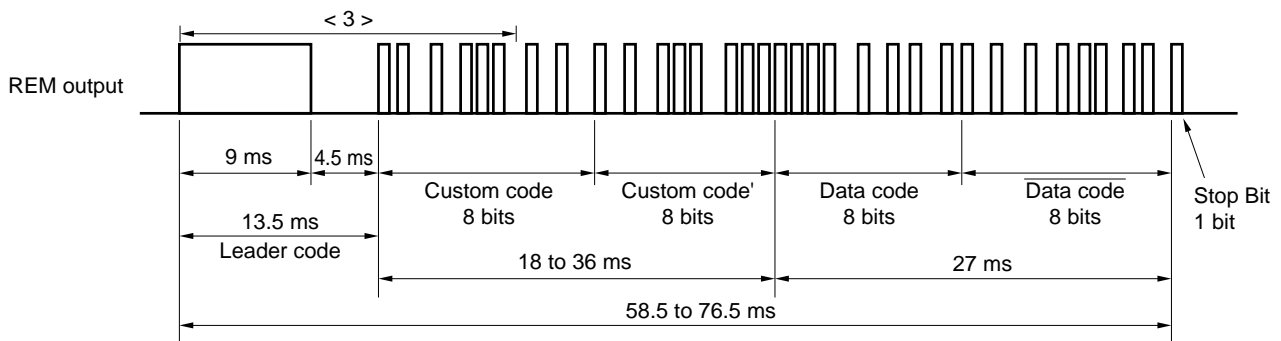 < 3 >
REM output
9 ms
4.5 ms
Custom code
8 bits
Custom code'
8 bits
Data code
8 bits
Data code
8 bits
Stop Bit
1 bit
13.5 ms
Leader code
18 to 36 ms
27 ms
58.5 to 76.5 ms